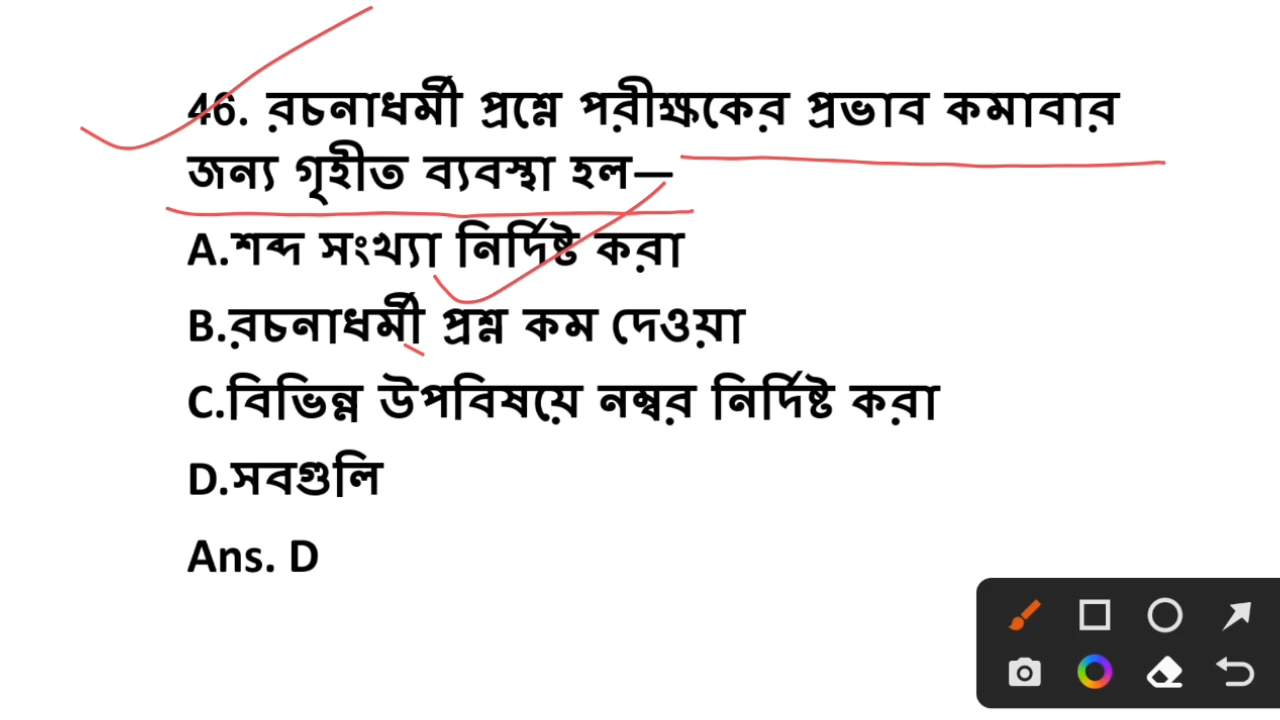 46. রচনাধর্মী প্রশ্নে পরীক্ষকের প্রভাব কমাবার
জন্য গৃহীত ব্যবস্থা হল—
A.শব্দ সংখ্যা নির্দিষ্ট করা
B.রচনাধর্মী প্রশ্ন কম দেওয়া
C.বিভিন্ন উপবিষয়ে নম্বর নির্দিষ্ট করা
D.সবগুলি
Ans. D